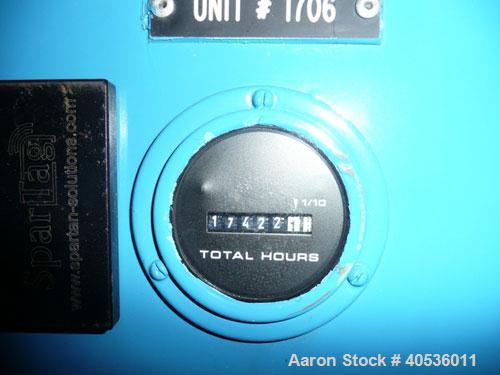 UNIT # 1706
1/10
17422
TOTAL HOURS
SparTag
www.spartan-solutions.com
Aaron Stock # 40536011